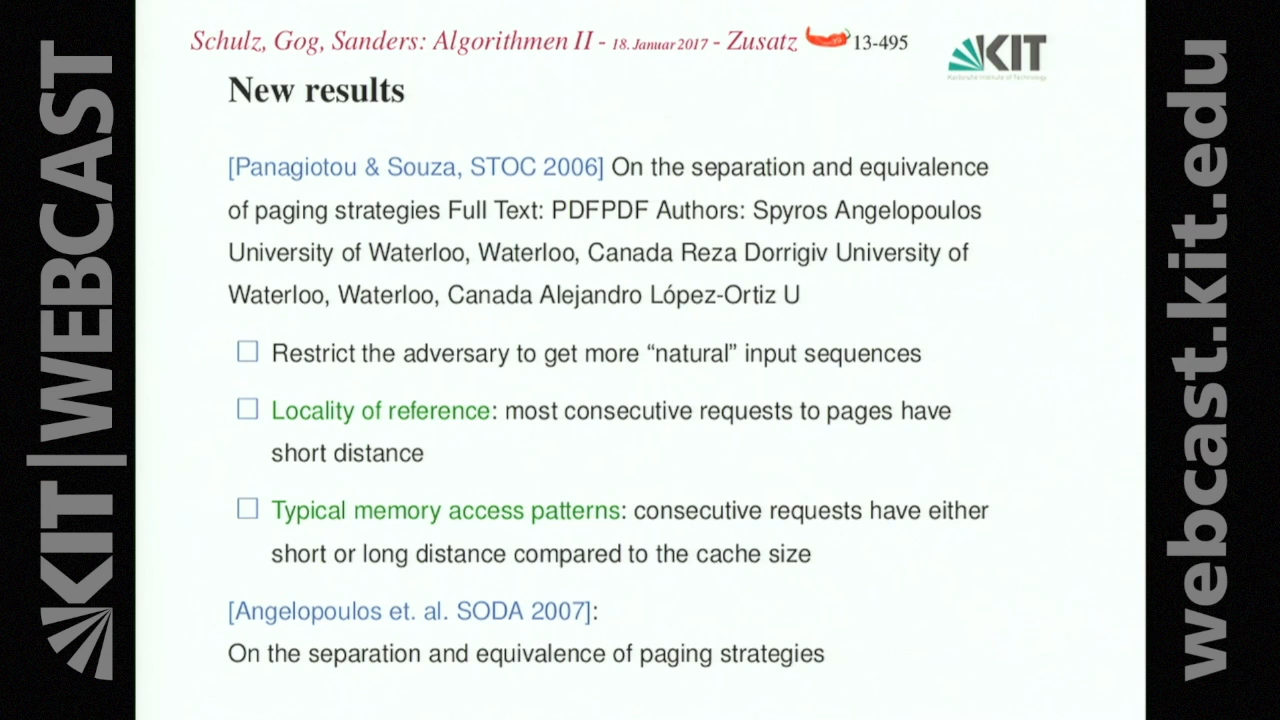 KIT|WEBCAST
Schulz, Gog, Sanders: Algorithmen II - 18. Januar 2017 - Zusatz 13-495
KIT
Karlsruhe Institute of Technology
New results
[Panagiotou & Souza, STOC 2006] On the separation and equivalence
of paging strategies Full Text: PDFPDF Authors: Spyros Angelopoulos
University of Waterloo, Waterloo, Canada Reza Dorrigiv University of
Waterloo, Waterloo, Canada Alejandro López-Ortiz U
Restrict the adversary to get more “natural” input sequences
Locality of reference: most consecutive requests to pages have
short distance
Typical memory access patterns: consecutive requests have either
short or long distance compared to the cache size
[Angelopoulos et. al. SODA 2007]:
On the separation and equivalence of paging strategies
webcast.kit.edu